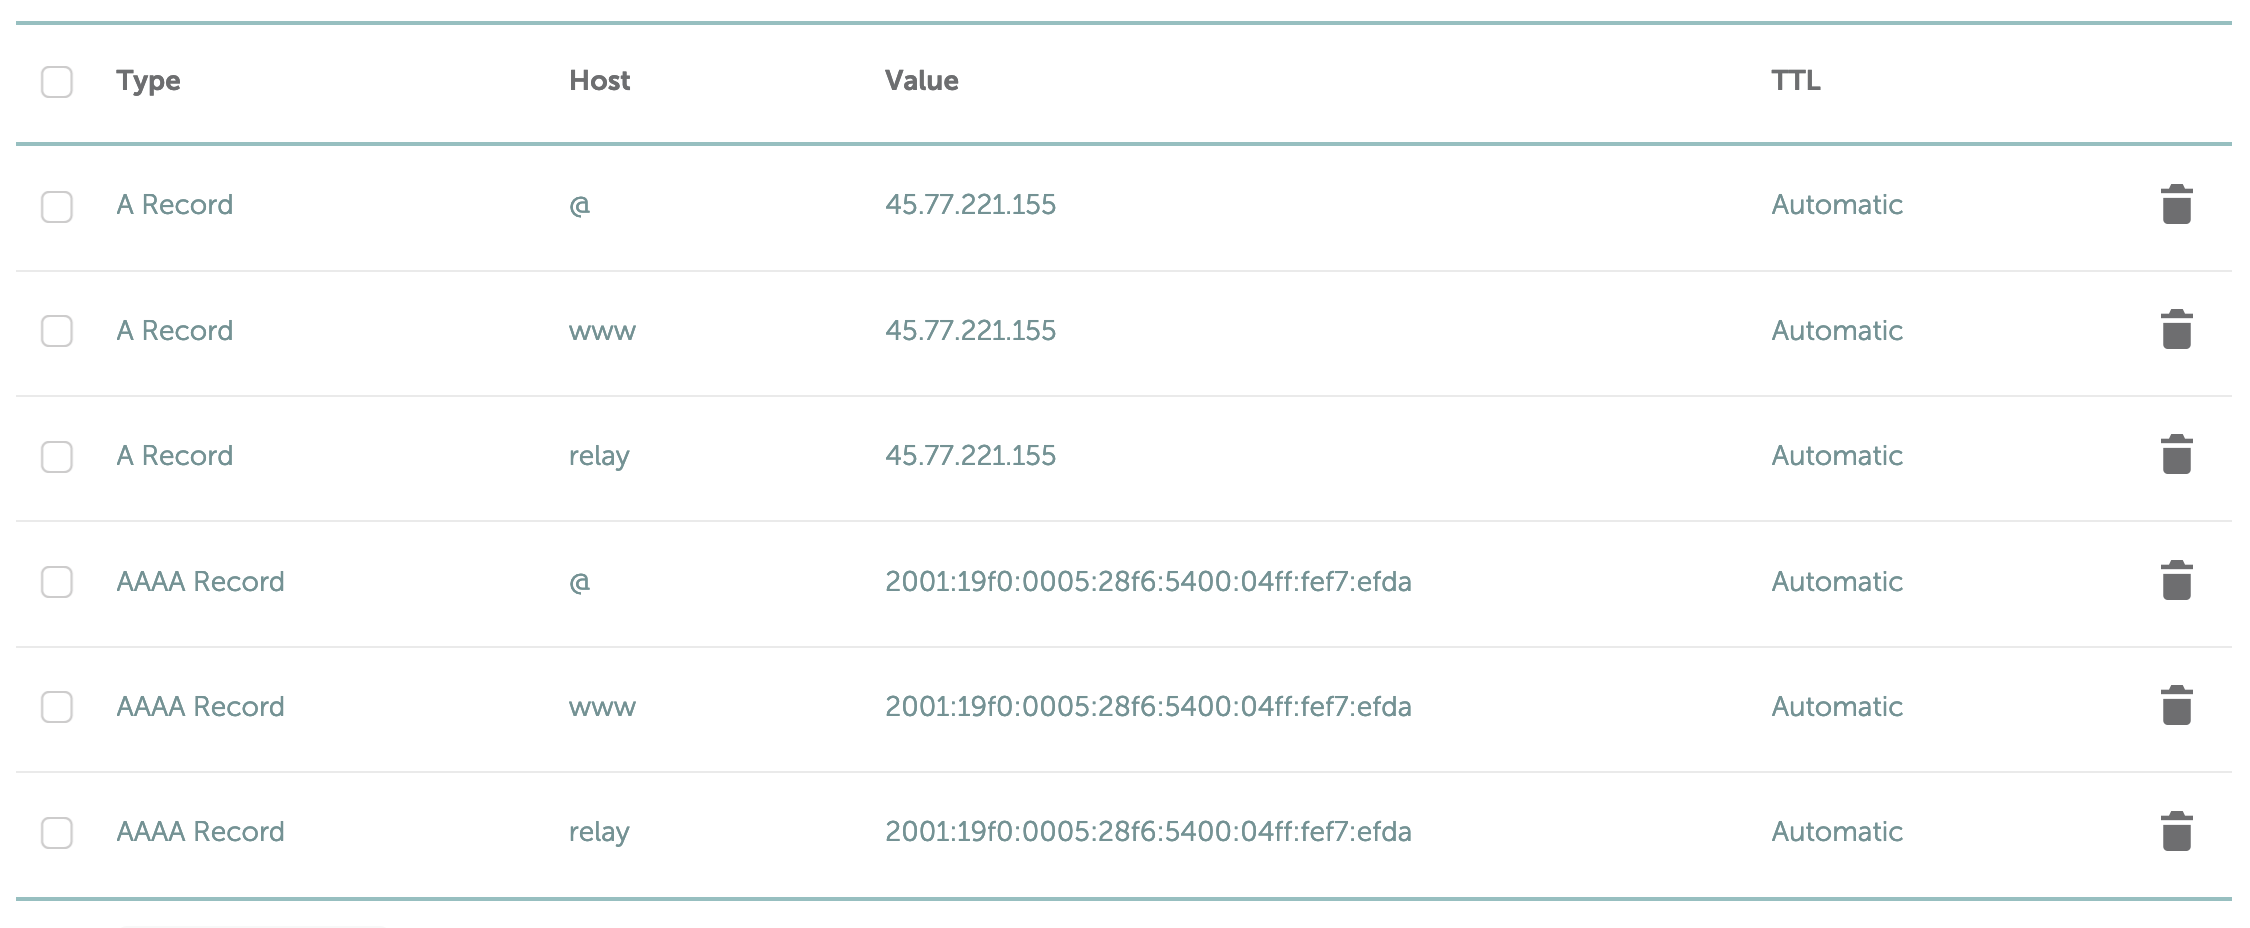 Type Host Value TTL
A Record @ 45.77.221.155 Automatic
A Record www 45.77.221.155 Automatic
A Record relay 45.77.221.155 Automatic
AAAA Record @ 2001:19f0:0005:28f6:5400:04ff:fef7:efda Automatic
AAAA Record www 2001:19f0:0005:28f6:5400:04ff:fef7:efda Automatic
AAAA Record relay 2001:19f0:0005:28f6:5400:04ff:fef7:efda Automatic